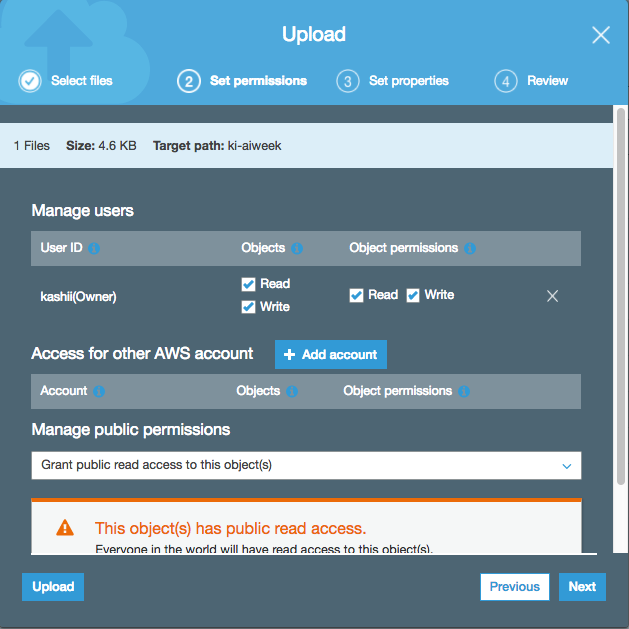 Upload
Select files
2 Set permissions
3 Set properties
4 Review
1 Files Size: 4.6 KB Target path: ki-aiweek
Manage users
User ID Objects Object permissions
kashii(Owner) Read Write Read Write
Access for other AWS account + Add account
Account Objects Object permissions
Manage public permissions
Grant public read access to this object(s)
This object(s) has public read access.
Everyone in the world will have read access to this object(s).
Upload Previous Next